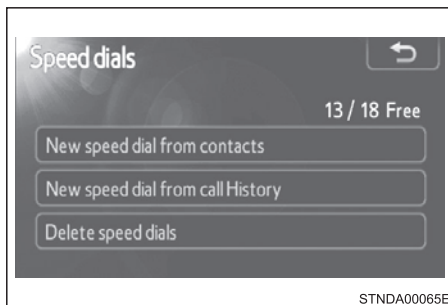 Speed dials
13 / 18 Free
New speed dial from contacts
New speed dial from call History
Delete speed dials
STNDA00065E